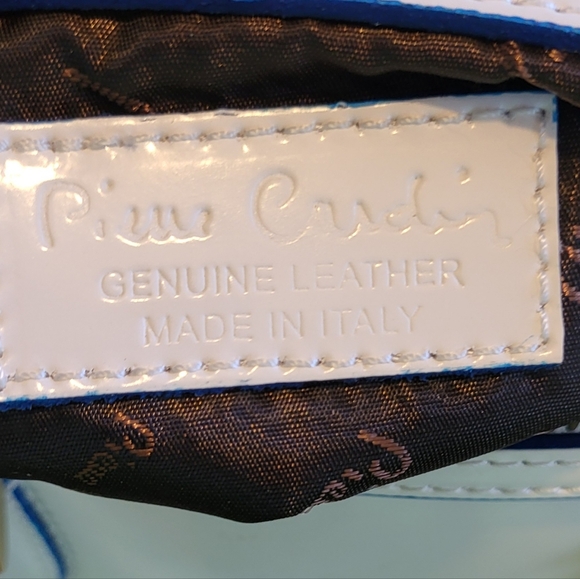 Pierre Cardin
GENUINE LEATHER
MADE IN ITALY